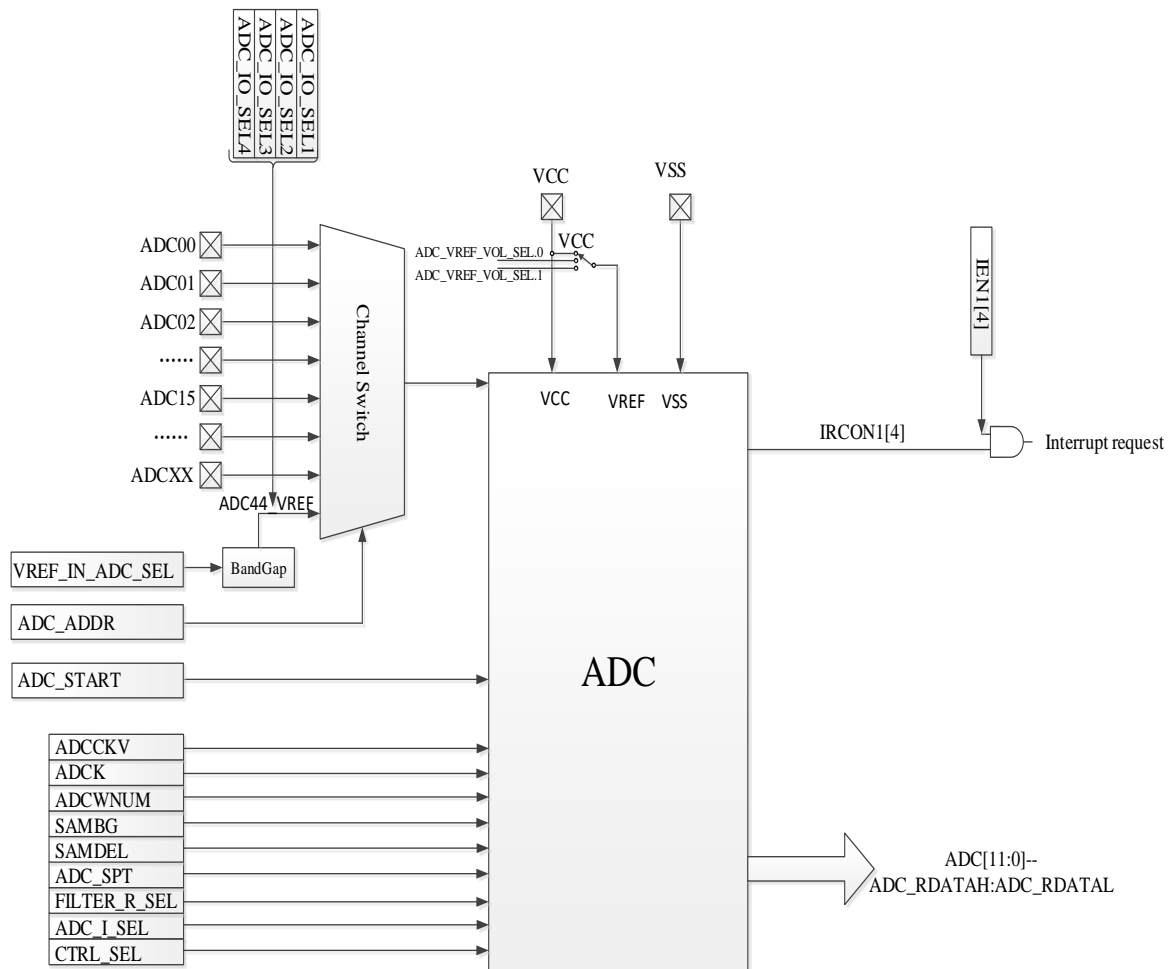 ADC_IO_SEL1
ADC_IO_SEL2
ADC_IO_SEL3
ADC_IO_SEL4
VCC
VSS
ADC00
ADC01
ADC02
......
ADC15
......
ADCXX
ADC44_VREF
Channel Switch
VCC
ADC_VREF_VOL_SEL.0
ADC_VREF_VOL_SEL.1
IEN1[4]
VCC
VREF
VSS
IRCON1[4]
Interrupt request
VREF_IN_ADC_SEL
BandGap
ADC_ADDR
ADC_START
ADC
ADCCKV
ADCK
ADCWNUM
SAMBG
SAMDEL
ADC_SPT
FILTER_R_SEL
ADC_I_SEL
CTRL_SEL
ADC[11:0]--
ADC_RDATAH:ADC_RDATAL